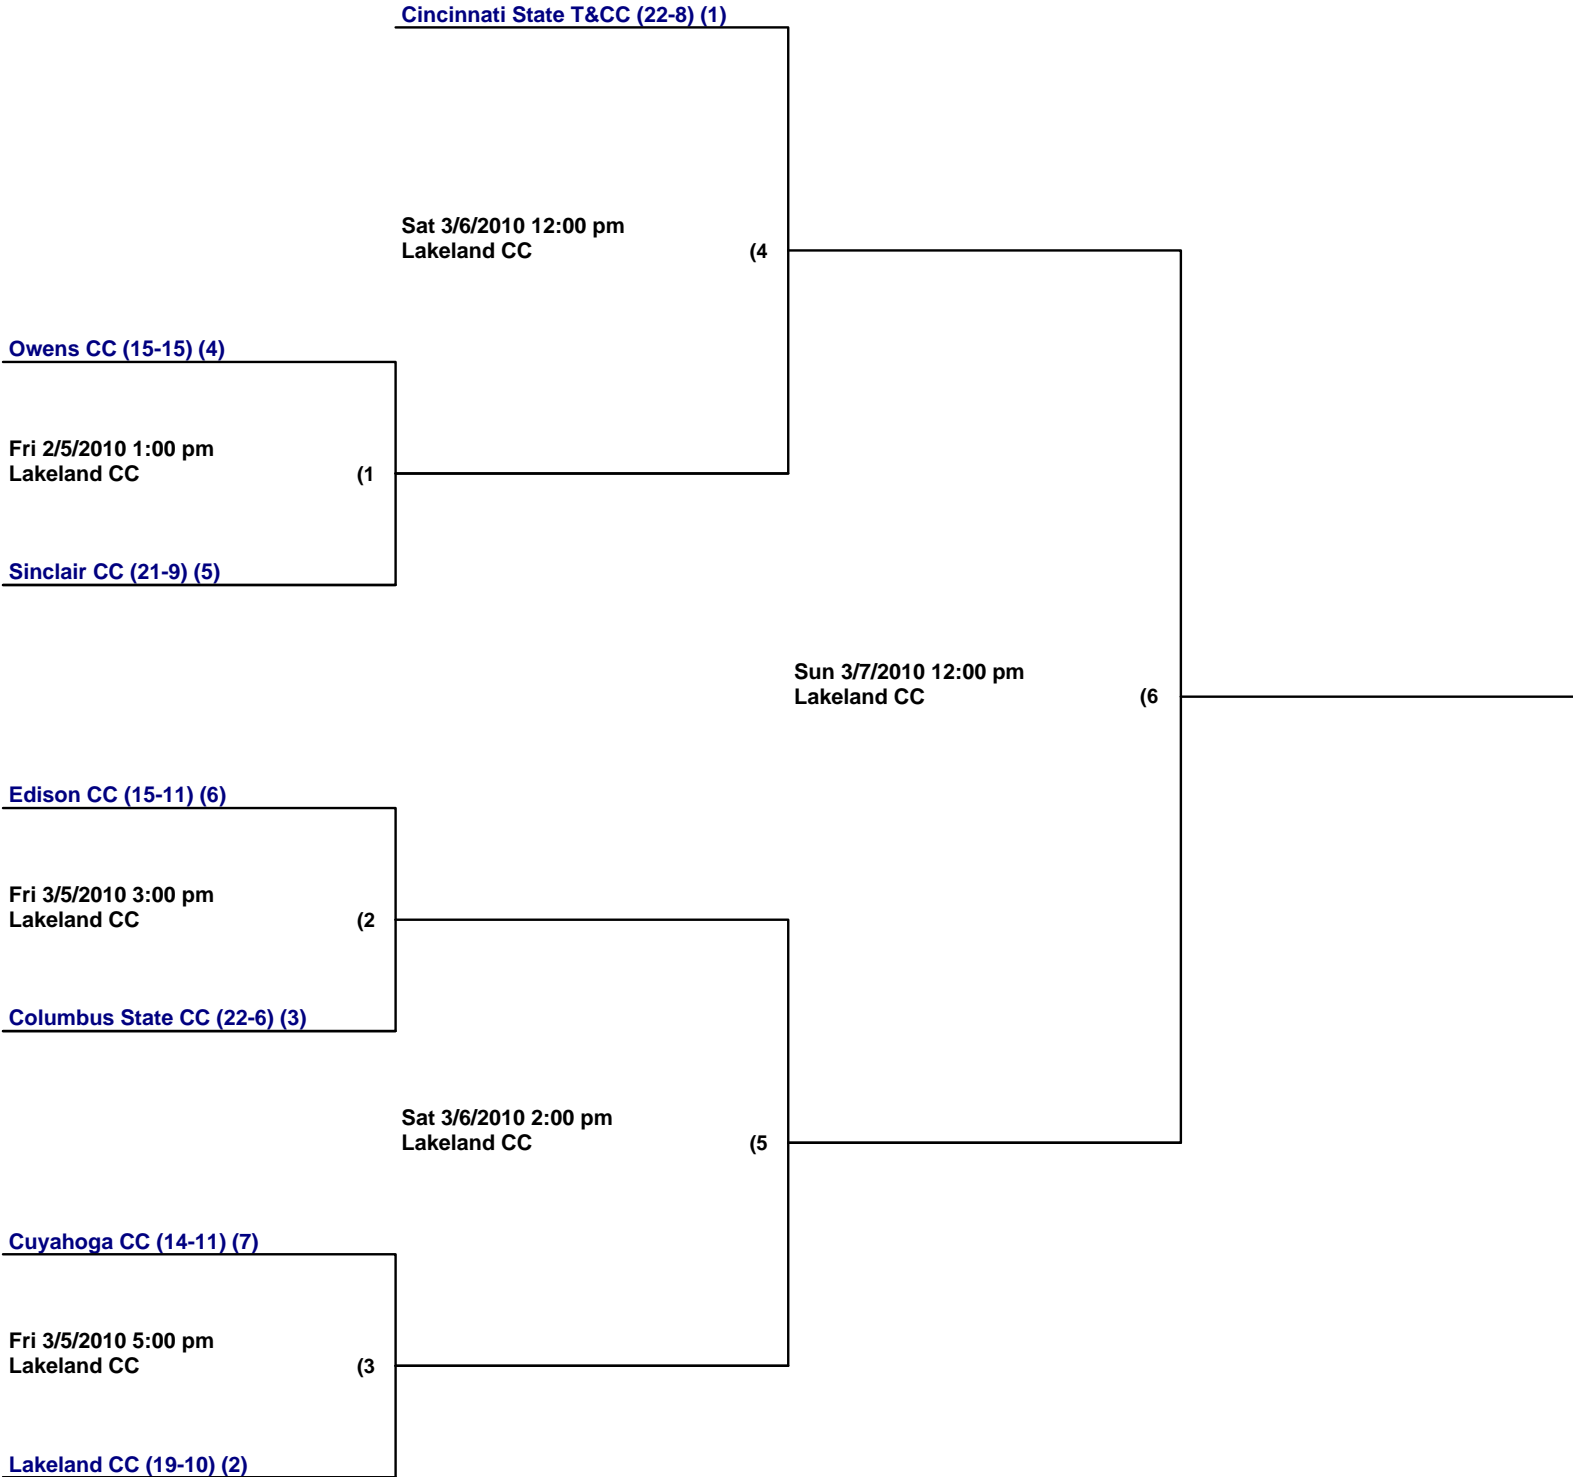 Cincinnati State T&CC (22-8) (1)
Sat 3/6/2010 12:00 pm
Lakeland CC (4
Owens CC (15-15) (4)
Fri 2/5/2010 1:00 pm
Lakeland CC (1
Sinclair CC (21-9) (5)
Sun 3/7/2010 12:00 pm
Lakeland CC (6
Edison CC (15-11) (6)
Fri 3/5/2010 3:00 pm
Lakeland CC (2
Columbus State CC (22-6) (3)
Sat 3/6/2010 2:00 pm
Lakeland CC (5
Cuyahoga CC (14-11) (7)
Fri 3/5/2010 5:00 pm
Lakeland CC (3
Lakeland CC (19-10) (2)